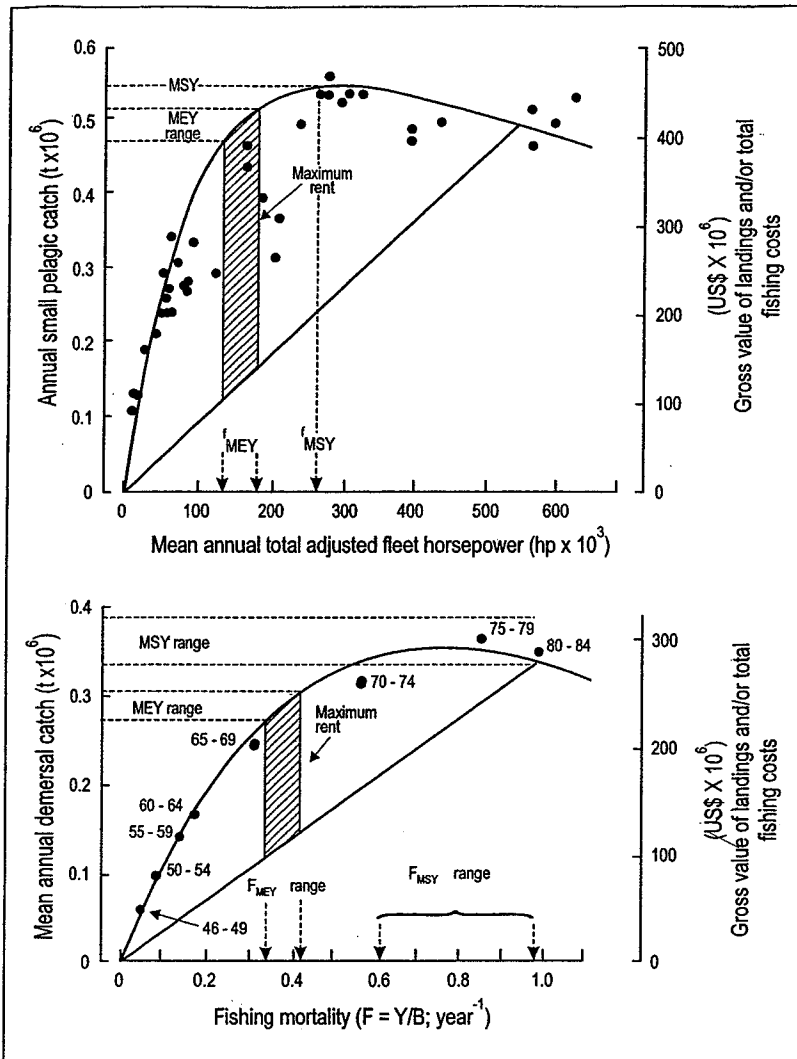 0.6
0.5
0.4
0.3
0.2
0.1
0
Annual small pelagic catch (t x10⁶)
MSY
MEY
range
Maximum
rent
fMEY
fMSY
500
400
300
200
100
0
(US$ X 10⁶)
Gross value of landings and/or total
fishing costs
0 100 200 300 400 500 600
Mean annual total adjusted fleet horsepower (hp x 10³)
0.4
0.3
0.2
0.1
0
Mean annual demersal catch (t x10⁶)
MSY range
MEY range
Maximum
rent
75 - 79
80 - 84
70 - 74
65 - 69
60 - 64
55 - 59
50 - 54
46 - 49
FMEY range
FMSY range
300
200
100
0
(US$ X 10⁶)
Gross value of landings and/or total
fishing costs
0 0.2 0.4 0.6 0.8 1.0
Fishing mortality (F = Y/B; year⁻¹)